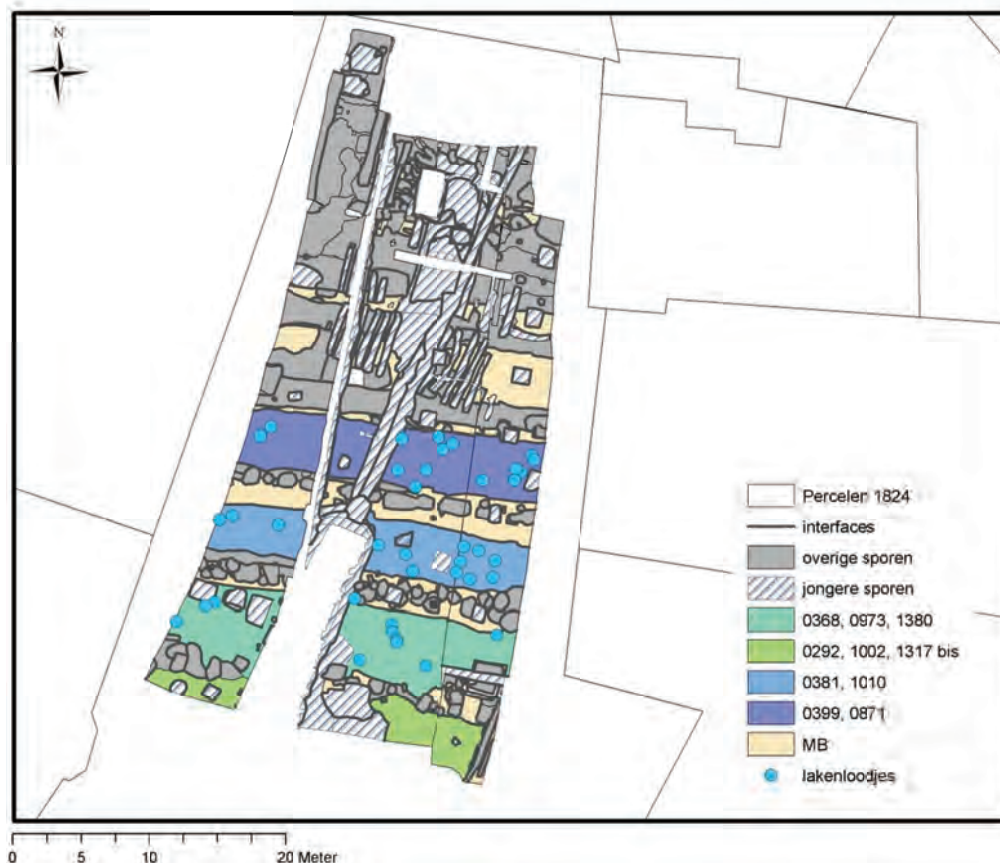 N
Percelen 1824
interfaces
overige sporen
jongere sporen
0368, 0973, 1380
0292, 1002, 1317 bis
0381, 1010
0399, 0871
MB
lakenloodjes
0 5 10 20 Meter